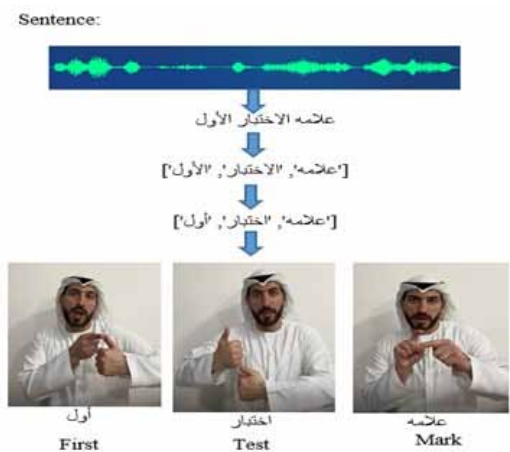 Sentence:
علامه الاختبار الأول
['علامه', 'الاختبار', 'الأول']
['علامه', 'اختبار', 'أول']
أول
اختبار
علامه
First
Test
Mark